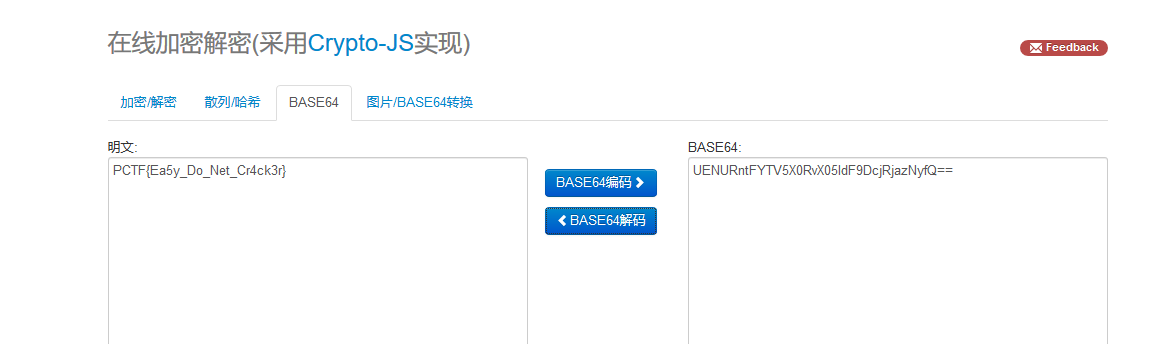 在线加密解密(采用Crypto-JS实现)
Feedback
加密/解密 散列/哈希 BASE64 图片/BASE64转换
明文:
BASE64:
PCTF{Ea5y_Do_Net_Cr4ck3r}
BASE64编码
BASE64解码
UENURntFYTV5X0RvX05ldF9DcjRjazNyfQ==